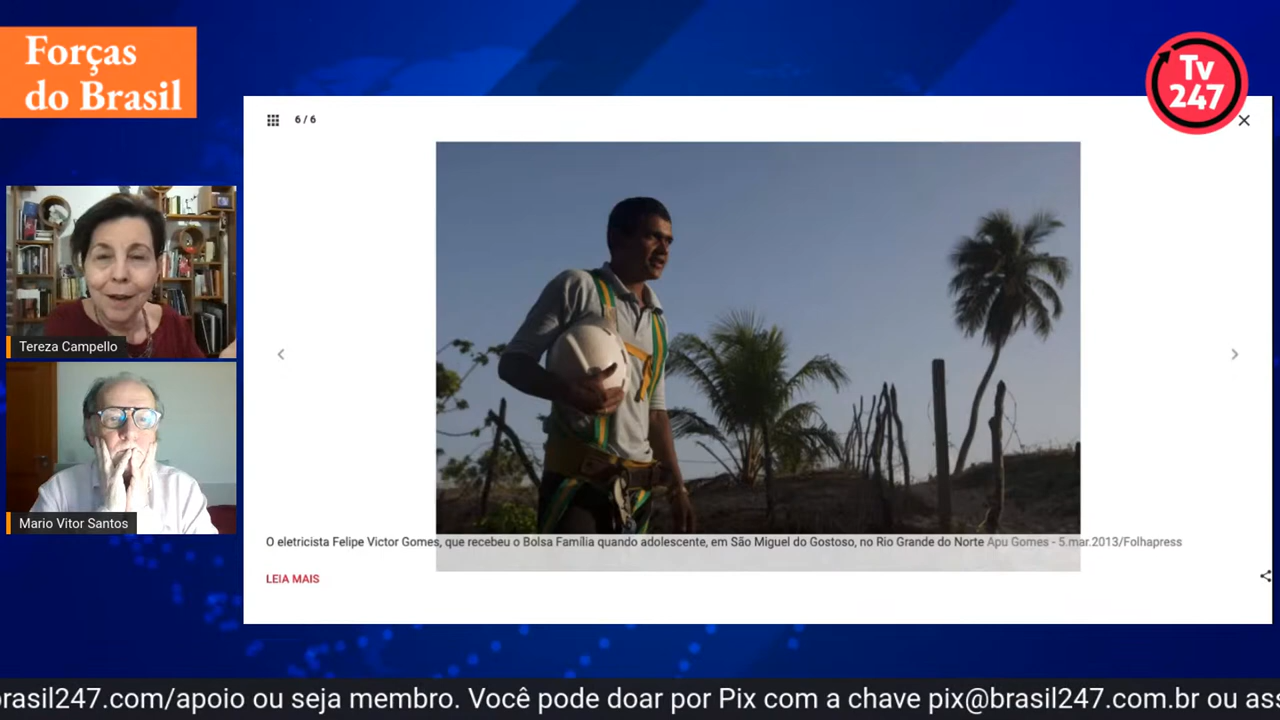 Forças
do Brasil
Tv
247
6 / 6
Tereza Campello
Mario Vitor Santos
O eletricista Felipe Victor Gomes, que recebeu o Bolsa Família quando adolescente, em São Miguel do Gostoso, no Rio Grande do Norte Apu Gomes - 5.mar.2013/Folhapress
LEIA MAIS
rasil247.com/apoio ou seja membro. Você pode doar por Pix com a chave pix@brasil247.com.br ou ass